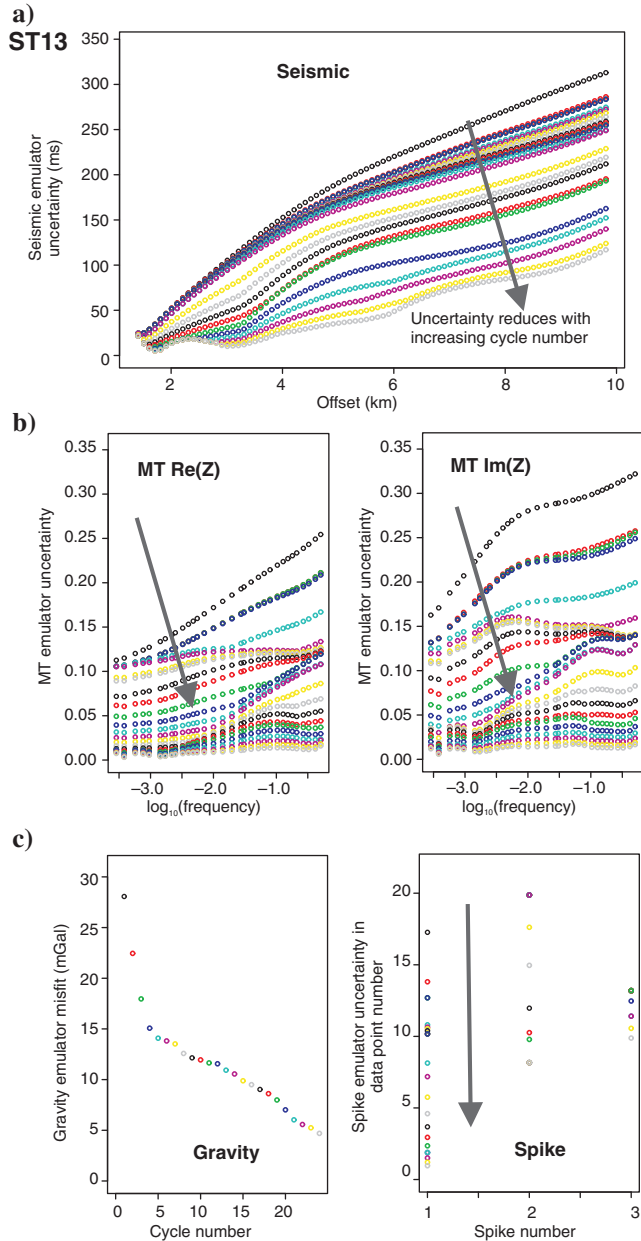 a)
ST13
Seismic
350
300
250
200
150
100
50
0
Seismic emulator
uncertainty (ms)
Uncertainty reduces with
increasing cycle number
2 4 6 8 10
Offset (km)
b)
MT Re(Z)
0.35
0.30
0.25
0.20
0.15
0.10
0.05
0.00
MT emulator uncertainty
−3.0 −2.0 −1.0
log10(frequency)
MT Im(Z)
0.35
0.30
0.25
0.20
0.15
0.10
0.05
0.00
MT emulator uncertainty
−3.0 −2.0 −1.0
log10(frequency)
c)
30
25
20
15
10
5
0
Gravity emulator misfit (mGal)
Gravity
0 5 10 15 20
Cycle number
20
15
10
5
0
Spike emulator uncertainty in
data point number
Spike
1 2 3
Spike number